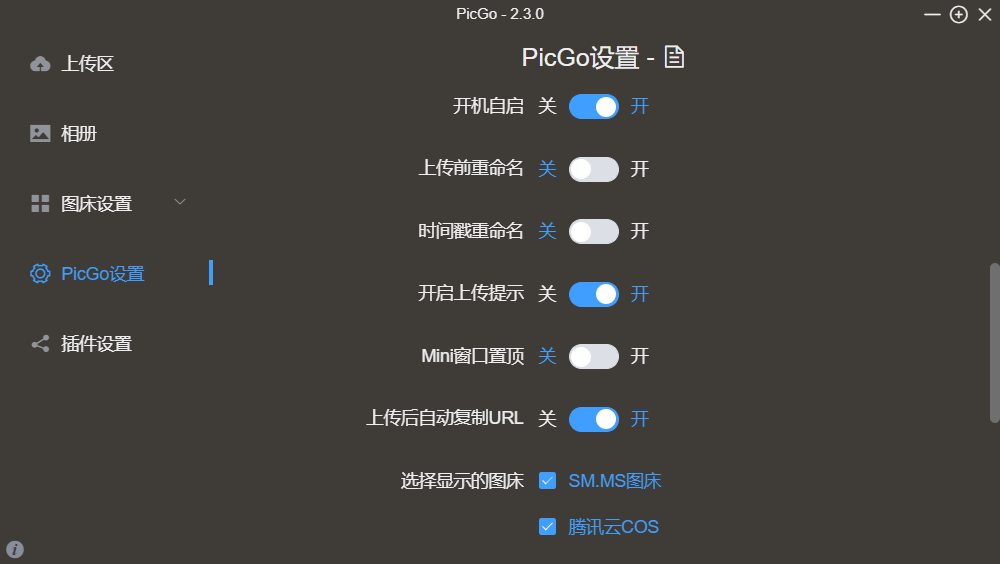 PicGo - 2.3.0
上传区
相册
图床设置
PicGo设置
插件设置
PicGo设置 -
开机自启 关 开
上传前重命名 关 开
时间戳重命名 关 开
开启上传提示 关 开
Mini窗口置顶 关 开
上传后自动复制URL 关 开
选择显示的图床 SM.MS图床
腾讯云COS